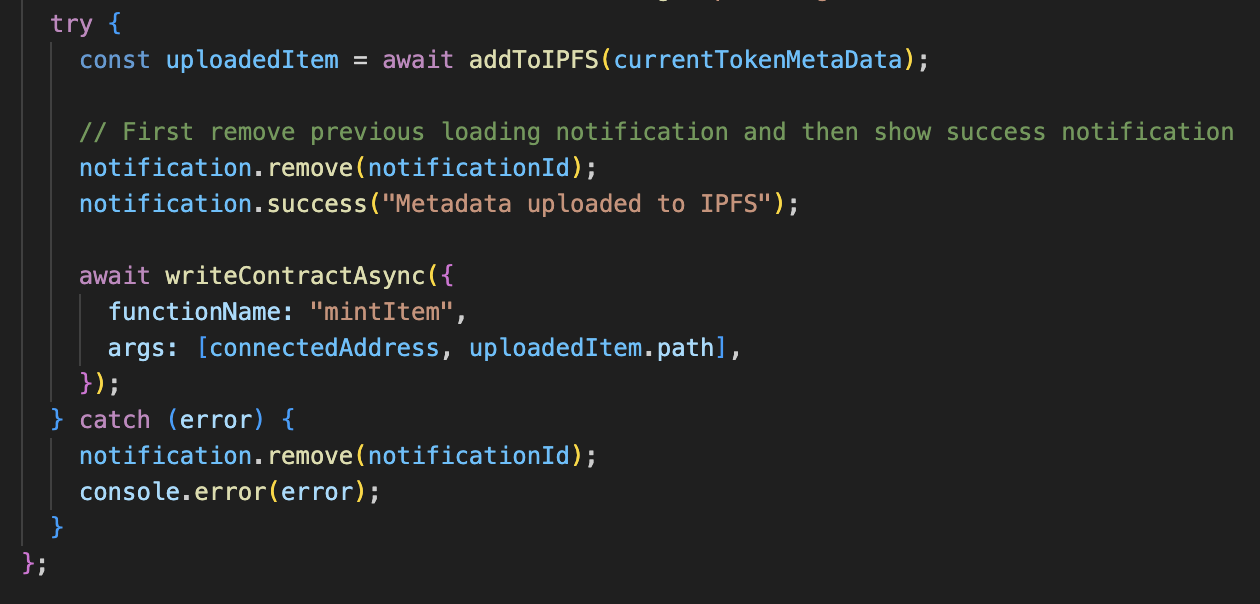 try {
const uploadedItem = await addToIPFS(currentTokenMetaData);
// First remove previous loading notification and then show success notification
notification.remove(notificationId);
notification.success("Metadata uploaded to IPFS");
await writeContractAsync({
functionName: "mintItem",
args: [connectedAddress, uploadedItem.path],
});
} catch (error) {
notification.remove(notificationId);
console.error(error);
}
};